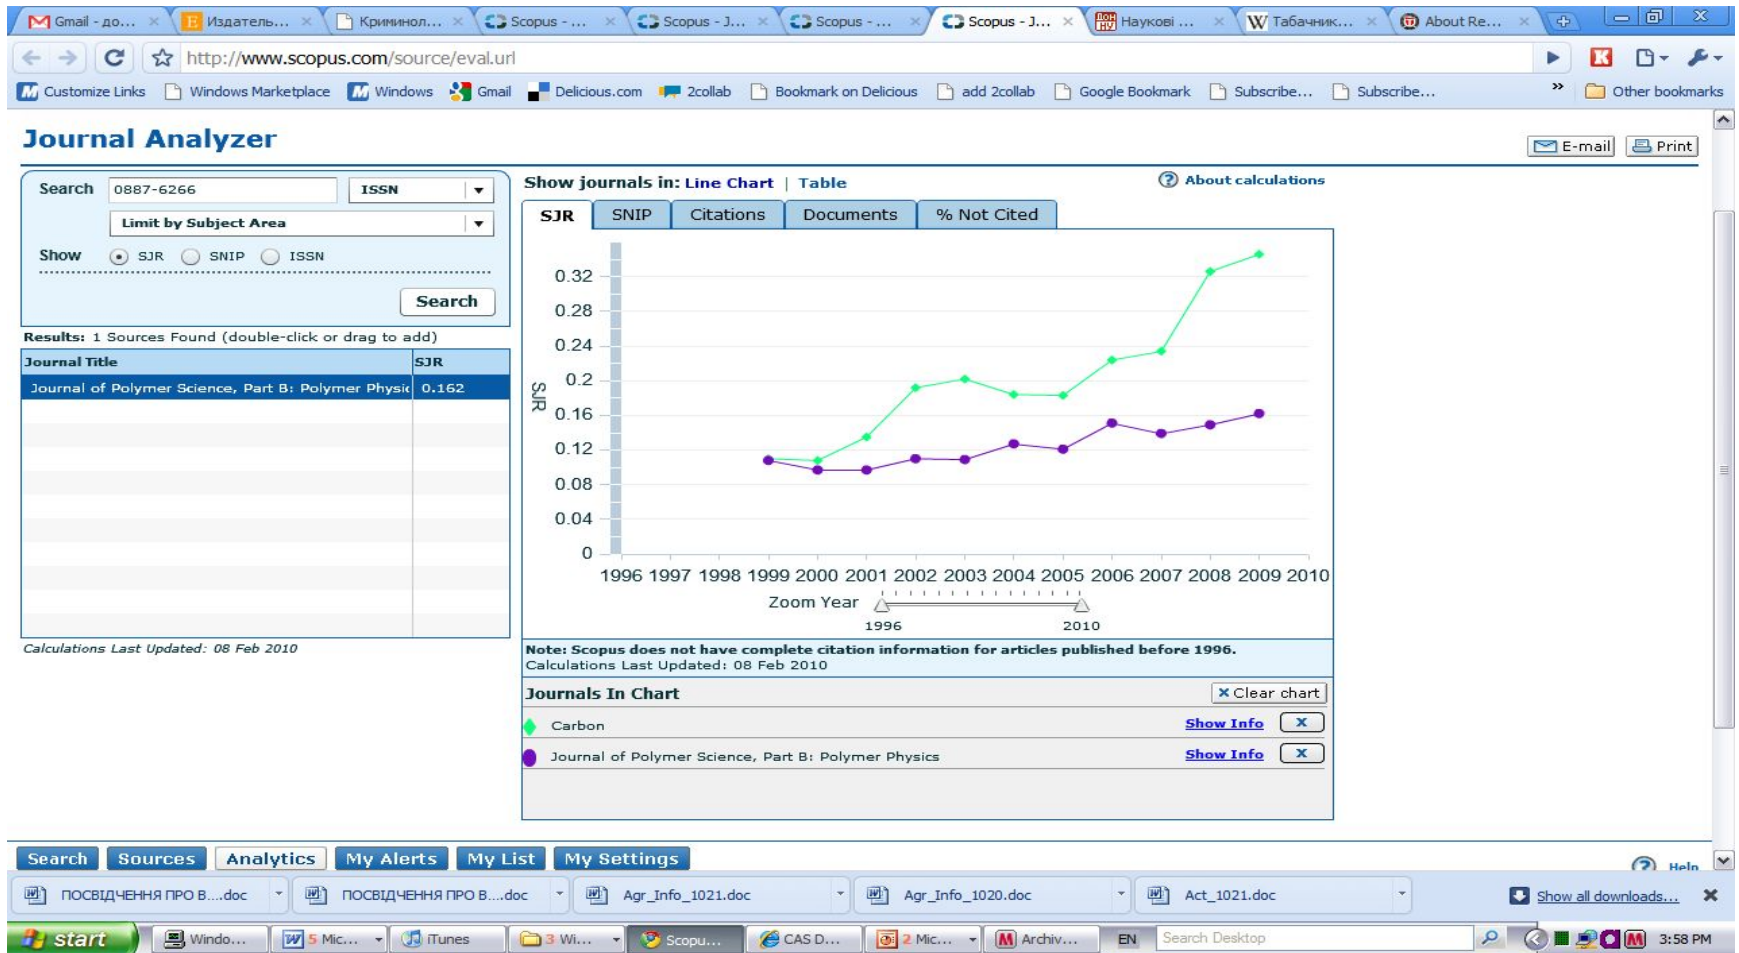 Gmail - до...
Издатель...
Кримінол...
Scopus - ...
Scopus - J...
Scopus - ...
Scopus - J...
Наукові ...
Табачник...
About Re...
http://www.scopus.com/source/eval.url
Customize Links
Windows Marketplace
Windows
Gmail
Delicious.com
2collab
Bookmark on Delicious
add 2collab
Google Bookmark
Subscribe...
Subscribe...
»
Other bookmarks
Journal Analyzer
E-mail
Print
Search 0887-6266 ISSN
Limit by Subject Area
Show SJR SNIP ISSN
Search
Results: 1 Sources Found (double-click or drag to add)
Journal Title SJR
Journal of Polymer Science, Part B: Polymer Physic 0.162
Calculations Last Updated: 08 Feb 2010
Show journals in: Line Chart | Table
About calculations
SJR SNIP Citations Documents % Not Cited
0.32
0.28
0.24
0.2
0.16
0.12
0.08
0.04
0
SJR
1996 1997 1998 1999 2000 2001 2002 2003 2004 2005 2006 2007 2008 2009 2010
Zoom Year
1996 2010
Note: Scopus does not have complete citation information for articles published before 1996.
Calculations Last Updated: 08 Feb 2010
Journals In Chart
Clear chart
Carbon Show Info
Journal of Polymer Science, Part B: Polymer Physics Show Info
Search Sources Analytics My Alerts My List My Settings
Help
ПОСВІДЧЕННЯ ПРО В....doc
ПОСВІДЧЕННЯ ПРО В....doc
Agr_Info_1021.doc
Agr_Info_1020.doc
Act_1021.doc
Show all downloads...
start
Windo...
5 Mic...
iTunes
3 Wi...
Scopu...
CAS D...
2 Mic...
Archiv...
EN
Search Desktop
3:58 PM